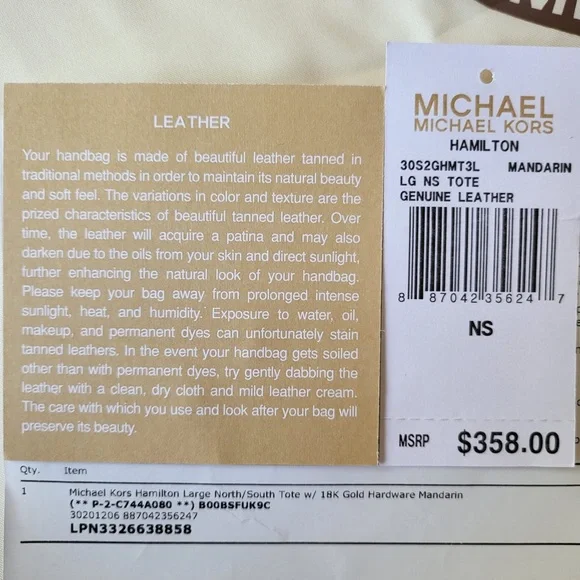 LEATHER
Your handbag is made of beautiful leather tanned in
traditional methods in order to maintain its natural beauty
and soft feel. The variations in color and texture are the
prized characteristics of beautiful tanned leather. Over
time, the leather will acquire a patina and may also
darken due to the oils from your skin and direct sunlight,
further enhancing the natural look of your handbag.
Please keep your bag away from prolonged intense
sunlight, heat, and humidity. Exposure to water, oil,
makeup, and permanent dyes can unfortunately stain
tanned leathers. In the event your handbag gets soiled
other than with permanent dyes, try gently dabbing the
leather with a clean, dry cloth and mild leather cream.
The care with which you use and look after your bag will
preserve its beauty.
MICHAEL
MICHAEL KORS
HAMILTON
30S2GHMT3L MANDARIN
LG NS TOTE
GENUINE LEATHER
8 87042 35624 7
NS
MSRP $358.00
Qty. Item
1 Michael Kors Hamilton Large North/South Tote w/ 18K Gold Hardware Mandarin
(** P-2-C744A080 **) B00BSFUK9C
30201206 887042356247
LPN3326638858